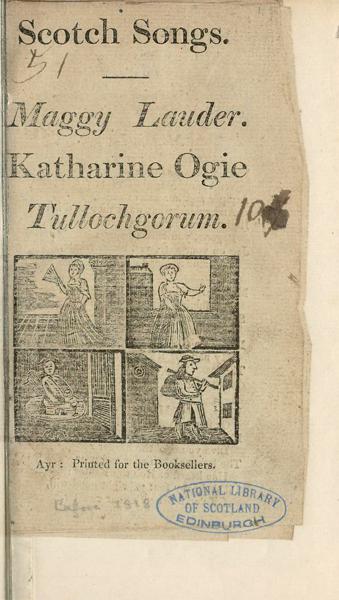 Scotch Songs.
51
Maggy Lauder.
Katharine Ogie
Tullochgorum.
Ayr: Printed for the Booksellers.
Before 1818
NATIONAL LIBRARY
OF SCOTLAND
EDINBURGH